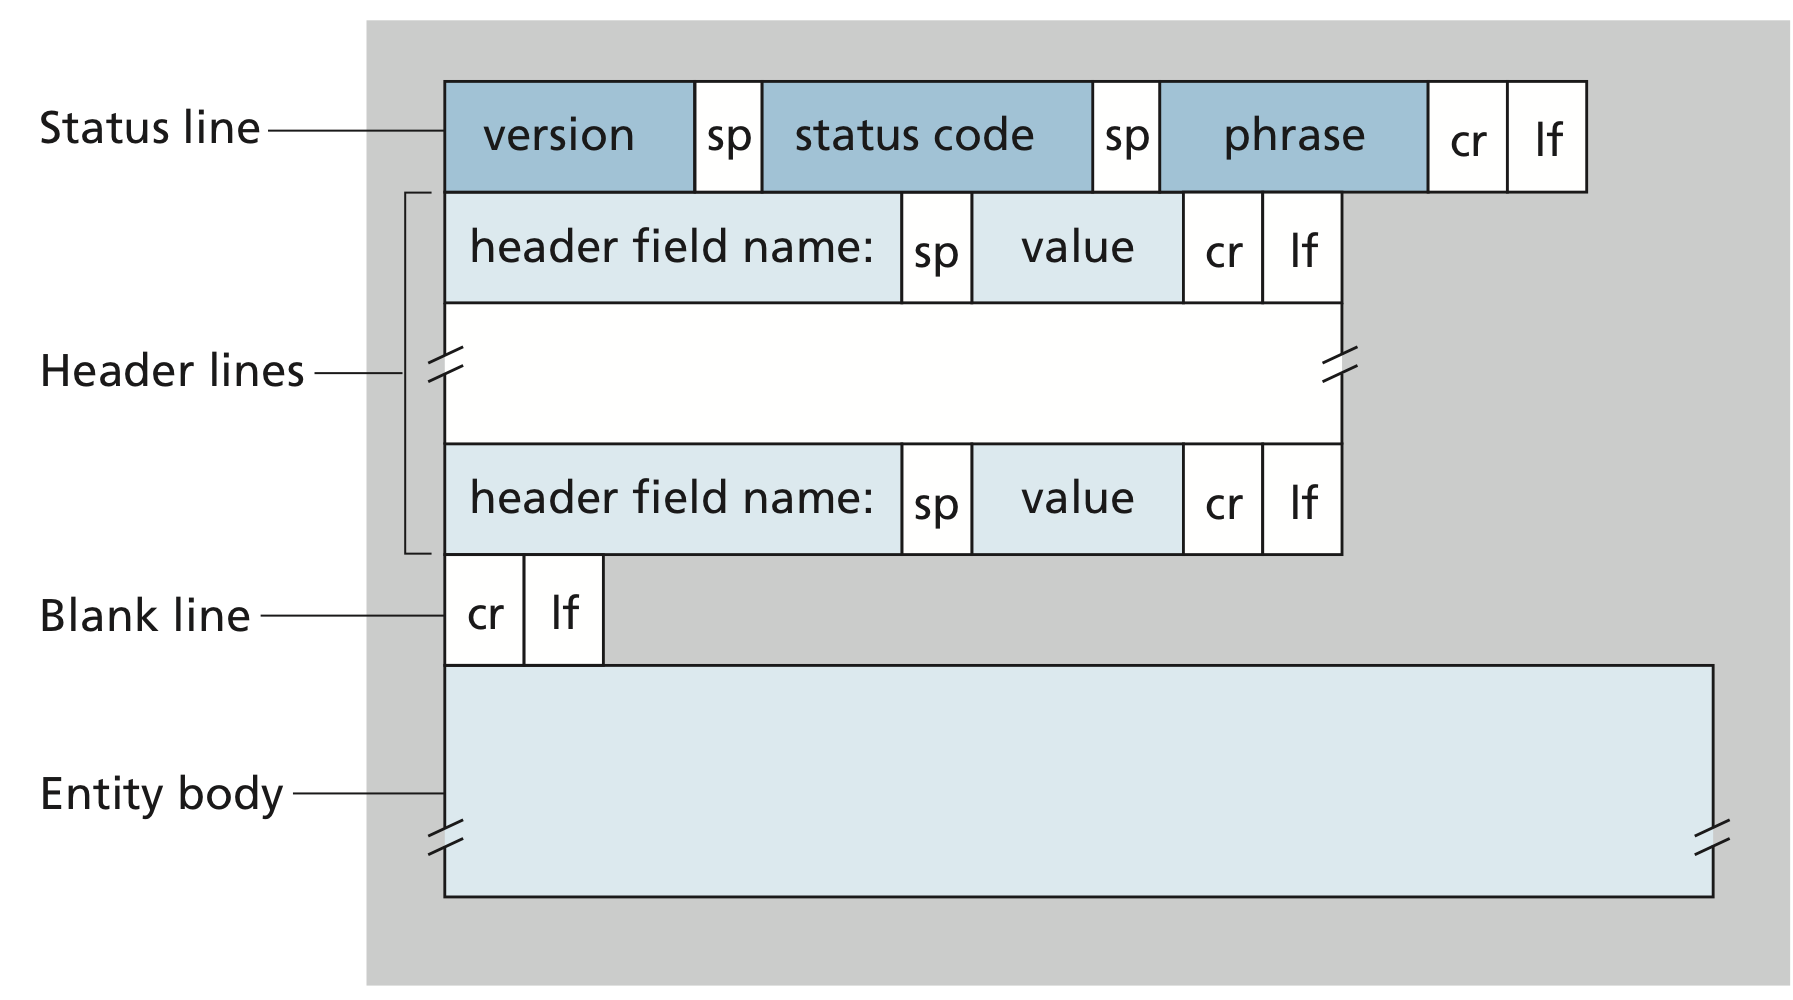 Status line version sp status code sp phrase cr lf
header field name: sp value cr lf
Header lines
header field name: sp value cr lf
Blank line cr lf
Entity body